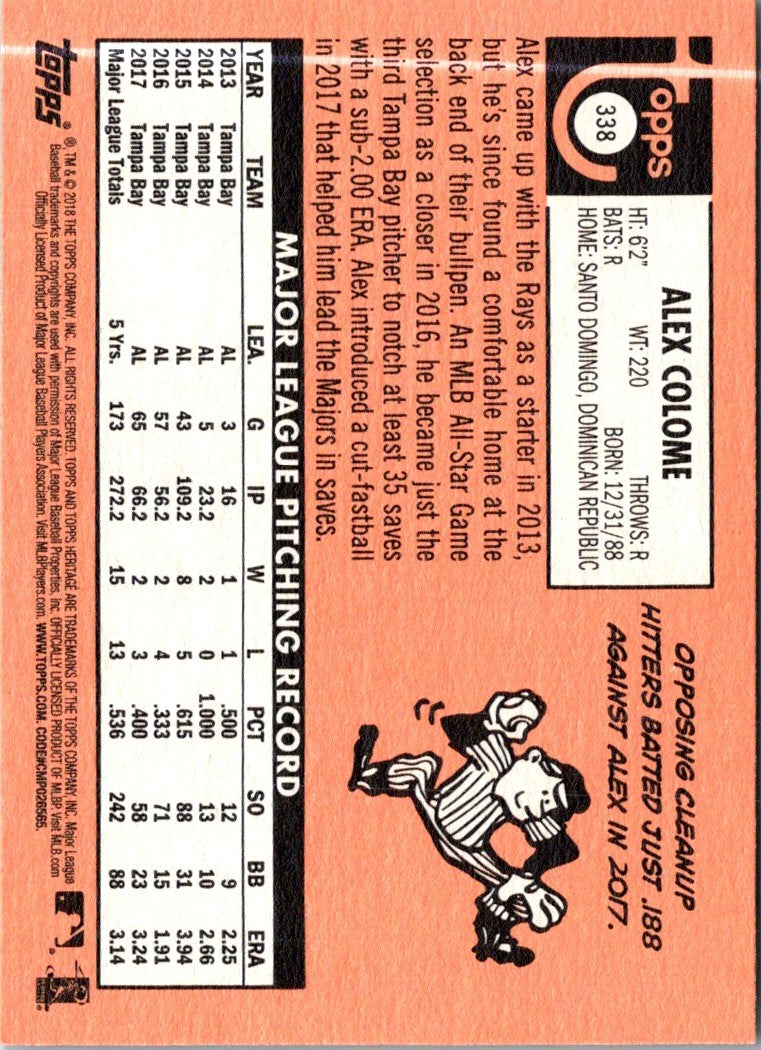 Topps
338
ALEX COLOME
HT: 6'2" WT: 220 THROWS: R
BATS: R BORN: 12/31/88
HOME: SANTO DOMINGO, DOMINICAN REPUBLIC
OPPOSING CLEANUP
HITTERS BATTED JUST .188
AGAINST ALEX IN 2017.
Alex came up with the Rays as a starter in 2013,
but he's since found a comfortable home at the
back end of their bullpen. An MLB All-Star Game
selection as a closer in 2016, he became just the
third Tampa Bay pitcher to notch at least 35 saves
with a sub-2.00 ERA. Alex introduced a cut-fastball
in 2017 that helped him lead the Majors in saves.
MAJOR LEAGUE PITCHING RECORD
YEAR TEAM LEA. G IP W L PCT SO BB ERA
2013 Tampa Bay AL 3 16 1 1 .500 12 9 2.25
2014 Tampa Bay AL 5 23.2 2 0 1.000 13 10 2.66
2015 Tampa Bay AL 43 109.2 8 5 .615 88 31 3.94
2016 Tampa Bay AL 57 56.2 2 4 .333 71 15 1.91
2017 Tampa Bay AL 65 66.2 2 3 .400 58 23 3.24
Major League Totals 5 Yrs. 173 272.2 15 13 .536 242 88 3.14
Topps®
®, TM & © 2018 THE TOPPS COMPANY, INC. ALL RIGHTS RESERVED. TOPPS AND TOPPS HERITAGE ARE TRADEMARKS OF THE TOPPS COMPANY, INC. Major League
Baseball trademarks and copyrights are used with permission of Major League Baseball Properties, Inc. OFFICIALLY LICENSED PRODUCT OF MLBP. Visit MLB.com
Officially Licensed Product of Major League Baseball Players Association. Visit MLBPlayers.com. WWW.TOPPS.COM. CODE#CMP026565.